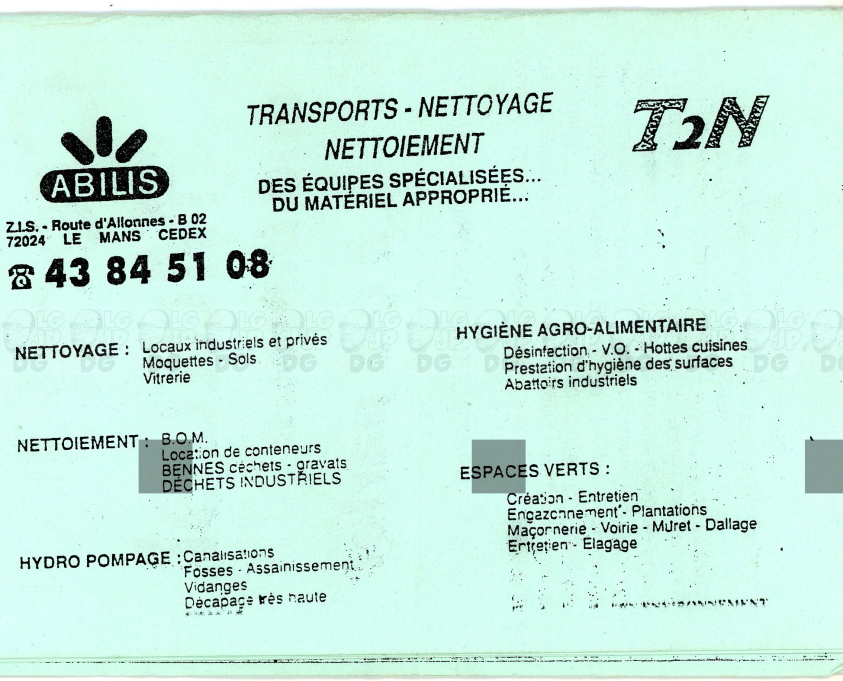 ABILIS
Z.I.S. - Route d'Allonnes - B 02
72024 LE MANS CEDEX
☎ 43 84 51 08
TRANSPORTS - NETTOYAGE
NETTOIEMENT
DES ÉQUIPES SPÉCIALISÉES...
DU MATÉRIEL APPROPRIÉ...
T2N
NETTOYAGE : Locaux industriels et privés
Moquettes - Sols
Vitrerie
NETTOIEMENT : B.O.M.
Location de conteneurs
BENNES déchets - gravats
DÉCHETS INDUSTRIELS
HYDRO POMPAGE : Canalisations
Fosses - Assainissement
Vidanges
Décapage très haute
HYGIÈNE AGRO-ALIMENTAIRE
Désinfection - V.O. - Hottes cuisines
Prestation d'hygiène des surfaces
Abattoirs industriels
ESPACES VERTS :
Création - Entretien
Engazonnement - Plantations
Maçonnerie - Voirie - Muret - Dallage
Entretien - Elagage
ENVIRONNEMENT